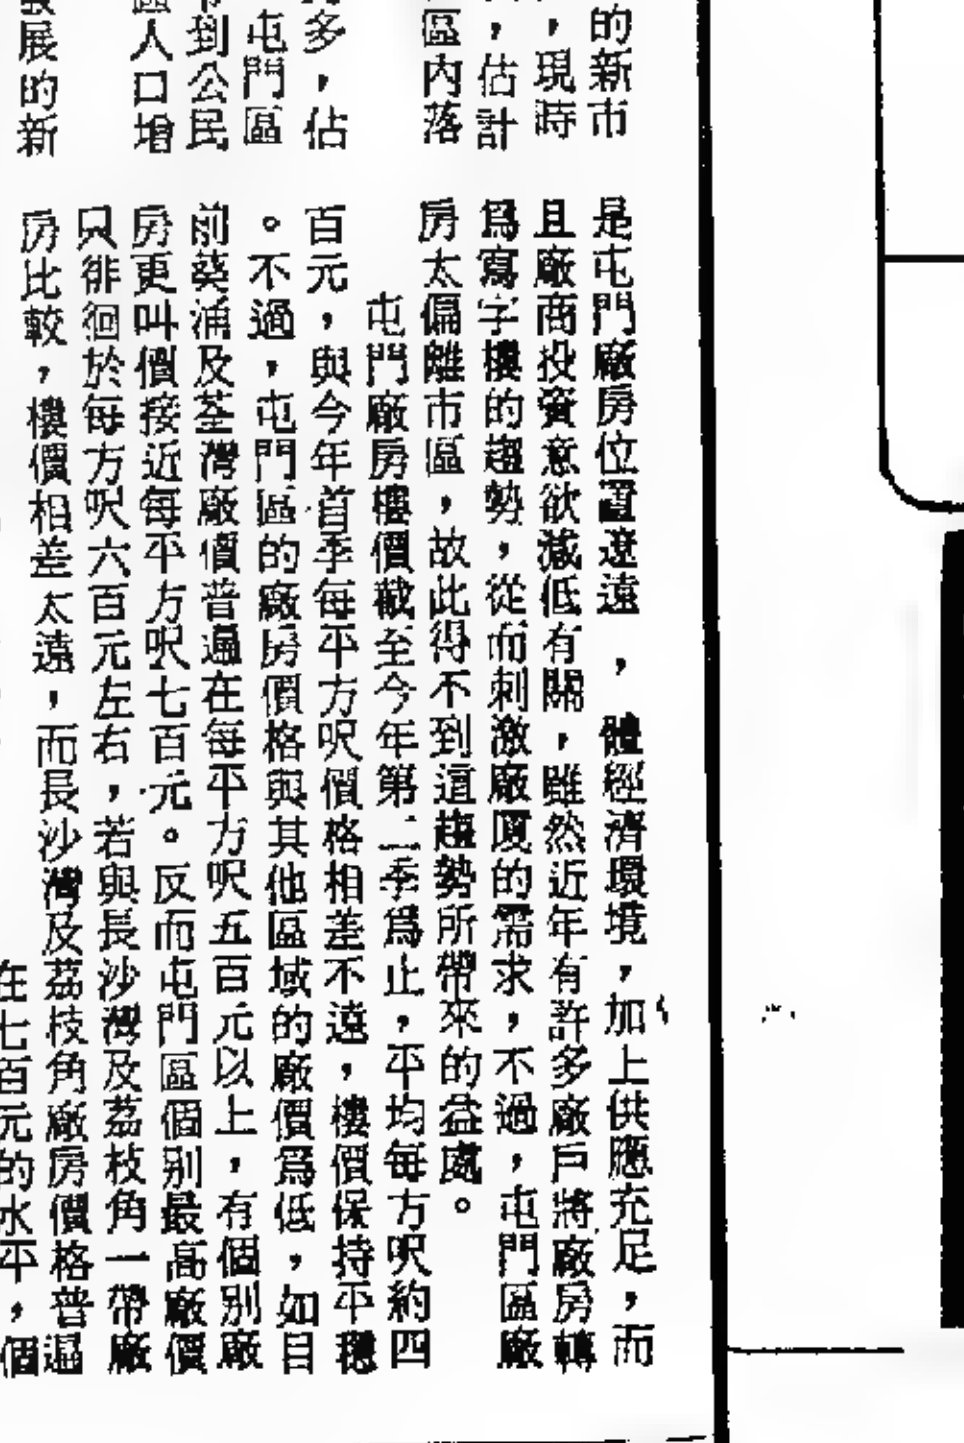 的新市
，現時
，估計
區內落
多，佔
屯門區
到公民
人口增
展的新
是屯門廠房位置遼遠，體經濟環境，加上供應充足，而
且廠商投資意欲減低有關，雖然近年有許多廠戶將廠房轉
爲寫字樓的趨勢，從而刺激廠廈的需求，不過，屯門區廠
房太偏離市區，故此得不到這趨勢所帶來的益處。
屯門廠房樓價截至今年第二季爲止，平均每方呎約四
百元，與今年首季每平方呎價格相差不遠，樓價保持平穩
。不過，屯門區的廠房價格與其他區域的廠價爲低，如目
前葵涌及荃灣廠價普遍在每平方呎五百元以上，有個別廠
房更叫價接近每平方呎七百元。反而屯門區個別最高廠價
只徘徊於每方呎六百元左右，若與長沙灣及荔枝角一帶廠
房比較，樓價相差太遠，而長沙灣及荔枝角廠房價格普遍
在七百元的水平，個